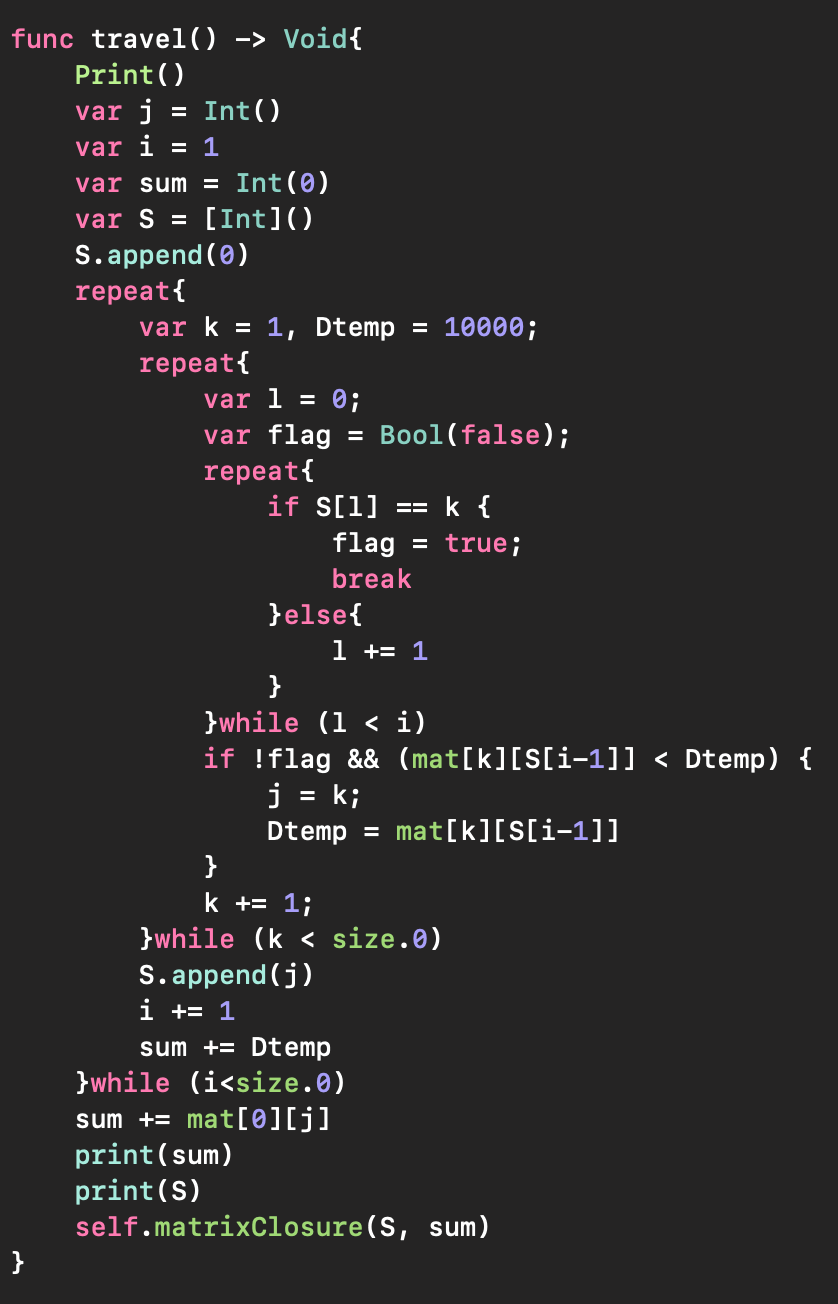 func travel() -> Void{
    Print()
    var j = Int()
    var i = 1
    var sum = Int(0)
    var S = [Int]()
    S.append(0)
    repeat{
        var k = 1, Dtemp = 10000;
        repeat{
            var l = 0;
            var flag = Bool(false);
            repeat{
                if S[l] == k {
                    flag = true;
                    break
                }else{
                    l += 1
                }
            }while (l < i)
            if !flag && (mat[k][S[i-1]] < Dtemp) {
                j = k;
                Dtemp = mat[k][S[i-1]]
            }
            k += 1;
        }while (k < size.0)
        S.append(j)
        i += 1
        sum += Dtemp
    }while (i<size.0)
    sum += mat[0][j]
    print(sum)
    print(S)
    self.matrixClosure(S, sum)
}